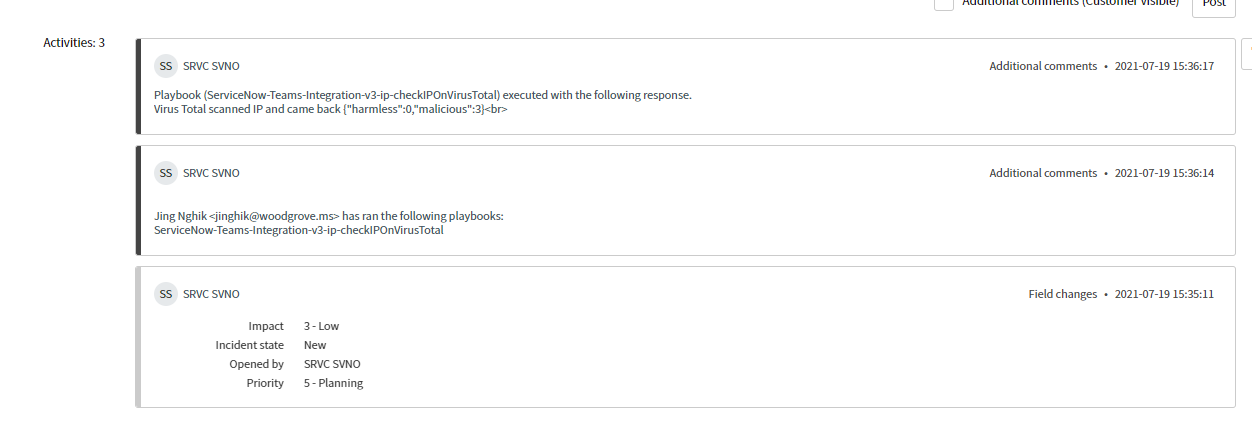 Additional comments (Customer visible)
Post
Activities: 3
SS SRVC SVNO
Additional comments • 2021-07-19 15:36:17
Playbook (ServiceNow-Teams-Integration-v3-ip-checkIPOnVirusTotal) executed with the following response.
Virus Total scanned IP and came back {"harmless":0,"malicious":3}<br>
SS SRVC SVNO
Additional comments • 2021-07-19 15:36:14
Jing Nghik <jinghik@woodgrove.ms> has ran the following playbooks:
ServiceNow-Teams-Integration-v3-ip-checkIPOnVirusTotal
SS SRVC SVNO
Field changes • 2021-07-19 15:35:11
Impact 3 - Low
Incident state New
Opened by SRVC SVNO
Priority 5 - Planning